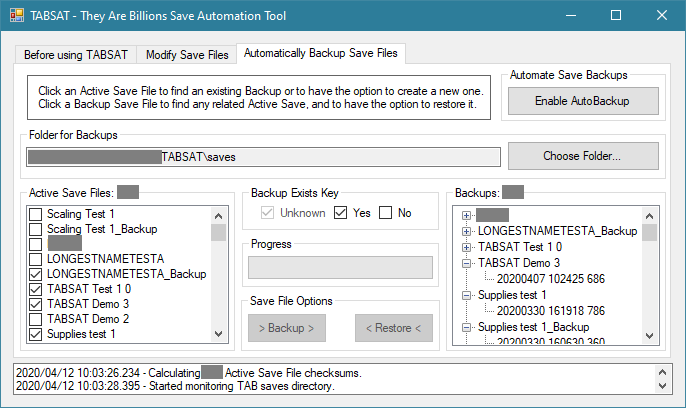 TABSAT - They Are Billions Save Automation Tool
Before using TABSAT
Modify Save Files
Automatically Backup Save Files
Click an Active Save File to find an existing Backup or to have the option to create a new one.
Click a Backup Save File to find any related Active Save, and to have the option to restore it.
Automate Save Backups
Enable AutoBackup
Folder for Backups
TABSAT\saves
Choose Folder...
Active Save Files:
Scaling Test 1
Scaling Test 1_Backup
LONGESTNAMETESTA
LONGESTNAMETESTA_Backup
TABSAT Test 1 0
TABSAT Demo 3
TABSAT Demo 2
Supplies test 1
Backup Exists Key
Unknown
Yes
No
Progress
Save File Options
> Backup >
< Restore <
Backups:
LONGESTNAMETESTA_Backup
TABSAT Test 1 0
TABSAT Demo 3
20200407 102425 686
Supplies test 1
20200330 161918 786
Supplies test 1_Backup
20200330 160630 360
2020/04/12 10:03:26.234 - Calculating Active Save File checksums.
2020/04/12 10:03:28.395 - Started monitoring TAB saves directory.